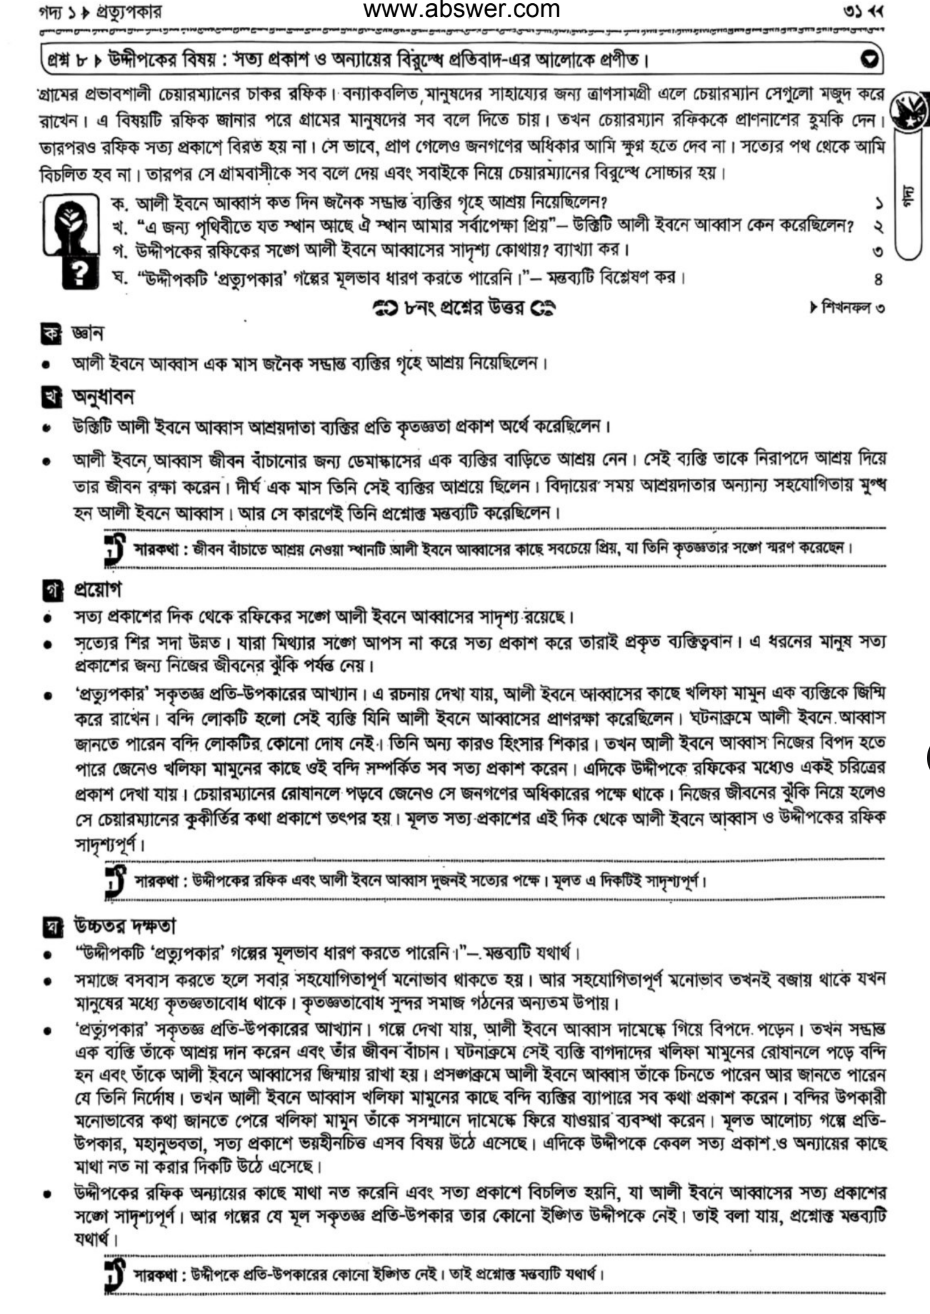 গদ্য ১ ▶ প্রত্যুপকার
www.abswer.com
৩১ ◀◀
প্রশ্ন ৮ ▶ উদ্দীপকের বিষয় : সত্য প্রকাশ ও অন্যায়ের বিরুদ্ধে প্রতিবাদ-এর আলোকে প্রণীত।
গ্রামের প্রভাবশালী চেয়ারম্যানের চাকর রফিক। বন্যাকবলিত মানুষদের সাহায্যের জন্য ত্রাণসামগ্রী এলে চেয়ারম্যান সেগুলো মজুদ করে
রাখেন। এ বিষয়টি রফিক জানার পরে গ্রামের মানুষদের সব বলে দিতে চায়। তখন চেয়ারম্যান রফিককে প্রাণনাশের হুমকি দেন।
তারপরও রফিক সত্য প্রকাশে বিরত হয় না। সে ভাবে, প্রাণ গেলেও জনগণের অধিকার আমি ক্ষুণ্ন হতে দেব না। সত্যের পথ থেকে আমি
বিচলিত হব না। তারপর সে গ্রামবাসীকে সব বলে দেয় এবং সবাইকে নিয়ে চেয়ারম্যানের বিরুদ্ধে সোচ্চার হয়।
গদ্য
ক. আলী ইবনে আব্বাস কত দিন জনৈক সম্ভ্রান্ত ব্যক্তির গৃহে আশ্রয় নিয়েছিলেন? ১
খ. “এ জন্য পৃথিবীতে যত স্থান আছে ঐ স্থান আমার সর্বাপেক্ষা প্রিয়”– উক্তিটি আলী ইবনে আব্বাস কেন করেছিলেন? ২
গ. উদ্দীপকের রফিকের সঙ্গে আলী ইবনে আব্বাসের সাদৃশ্য কোথায়? ব্যাখ্যা কর। ৩
ঘ. “উদ্দীপকটি ‘প্রত্যুপকার’ গল্পের মূলভাব ধারণ করতে পারেনি।”– মন্তব্যটি বিশ্লেষণ কর। ৪
৮নং প্রশ্নের উত্তর
▶ শিখনফল ৩
ক জ্ঞান
● আলী ইবনে আব্বাস এক মাস জনৈক সম্ভ্রান্ত ব্যক্তির গৃহে আশ্রয় নিয়েছিলেন।
খ অনুধাবন
● উক্তিটি আলী ইবনে আব্বাস আশ্রয়দাতা ব্যক্তির প্রতি কৃতজ্ঞতা প্রকাশ অর্থে করেছিলেন।
● আলী ইবনে আব্বাস জীবন বাঁচানোর জন্য ডেমাস্কাসের এক ব্যক্তির বাড়িতে আশ্রয় নেন। সেই ব্যক্তি তাকে নিরাপদে আশ্রয় দিয়ে
তার জীবন রক্ষা করেন। দীর্ঘ এক মাস তিনি সেই ব্যক্তির আশ্রয়ে ছিলেন। বিদায়ের সময় আশ্রয়দাতার অন্যান্য সহযোগিতায় মুগ্ধ
হন আলী ইবনে আব্বাস। আর সে কারণেই তিনি প্রশ্নোক্ত মন্তব্যটি করেছিলেন।
সারকথা : জীবন বাঁচাতে আশ্রয় নেওয়া স্থানটি আলী ইবনে আব্বাসের কাছে সবচেয়ে প্রিয়, যা তিনি কৃতজ্ঞতার সঙ্গে স্মরণ করেছেন।
গ প্রয়োগ
● সত্য প্রকাশের দিক থেকে রফিকের সঙ্গে আলী ইবনে আব্বাসের সাদৃশ্য রয়েছে।
● সত্যের শির সদা উন্নত। যারা মিথ্যার সঙ্গে আপস না করে সত্য প্রকাশ করে তারাই প্রকৃত ব্যক্তিত্ববান। এ ধরনের মানুষ সত্য
প্রকাশের জন্য নিজের জীবনের ঝুঁকি পর্যন্ত নেয়।
● ‘প্রত্যুপকার’ সকৃতজ্ঞ প্রতি-উপকারের আখ্যান। এ রচনায় দেখা যায়, আলী ইবনে আব্বাসের কাছে খলিফা মামুন এক ব্যক্তিকে জিম্মি
করে রাখেন। বন্দি লোকটি হলো সেই ব্যক্তি যিনি আলী ইবনে আব্বাসের প্রাণরক্ষা করেছিলেন। ঘটনাক্রমে আলী ইবনে আব্বাস
জানতে পারেন বন্দি লোকটির কোনো দোষ নেই। তিনি অন্য কারও হিংসার শিকার। তখন আলী ইবনে আব্বাস নিজের বিপদ হতে
পারে জেনেও খলিফা মামুনের কাছে ওই বন্দি সম্পর্কিত সব সত্য প্রকাশ করেন। এদিকে উদ্দীপকে রফিকের মধ্যেও একই চরিত্রের
প্রকাশ দেখা যায়। চেয়ারম্যানের রোষানলে পড়বে জেনেও সে জনগণের অধিকারের পক্ষে থাকে। নিজের জীবনের ঝুঁকি নিয়ে হলেও
সে চেয়ারম্যানের কুকীর্তির কথা প্রকাশে তৎপর হয়। মূলত সত্য প্রকাশের এই দিক থেকে আলী ইবনে আব্বাস ও উদ্দীপকের রফিক
সাদৃশ্যপূর্ণ।
সারকথা : উদ্দীপকের রফিক এবং আলী ইবনে আব্বাস দুজনই সত্যের পক্ষে। মূলত এ দিকটিই সাদৃশ্যপূর্ণ।
ঘ উচ্চতর দক্ষতা
● “উদ্দীপকটি ‘প্রত্যুপকার’ গল্পের মূলভাব ধারণ করতে পারেনি।”– মন্তব্যটি যথার্থ।
● সমাজে বসবাস করতে হলে সবার সহযোগিতাপূর্ণ মনোভাব থাকতে হয়। আর সহযোগিতাপূর্ণ মনোভাব তখনই বজায় থাকে যখন
মানুষের মধ্যে কৃতজ্ঞতাবোধ থাকে। কৃতজ্ঞতাবোধ সুন্দর সমাজ গঠনের অন্যতম উপায়।
● ‘প্রত্যুপকার’ সকৃতজ্ঞ প্রতি-উপকারের আখ্যান। গল্পে দেখা যায়, আলী ইবনে আব্বাস দামেস্কে গিয়ে বিপদে পড়েন। তখন সম্ভ্রান্ত
এক ব্যক্তি তাঁকে আশ্রয় দান করেন এবং তাঁর জীবন বাঁচান। ঘটনাক্রমে সেই ব্যক্তি বাগদাদের খলিফা মামুনের রোষানলে পড়ে বন্দি
হন এবং তাঁকে আলী ইবনে আব্বাসের জিম্মায় রাখা হয়। প্রসঙ্গক্রমে আলী ইবনে আব্বাস তাঁকে চিনতে পারেন আর জানতে পারেন
যে তিনি নির্দোষ। তখন আলী ইবনে আব্বাস খলিফা মামুনের কাছে বন্দি ব্যক্তির ব্যাপারে সব কথা প্রকাশ করেন। বন্দির উপকারী
মনোভাবের কথা জানতে পেরে খলিফা মামুন তাঁকে সসম্মানে দামেস্কে ফিরে যাওয়ার ব্যবস্থা করেন। মূলত আলোচ্য গল্পে প্রতি-
উপকার, মহানুভবতা, সত্য প্রকাশে ভয়হীনচিত্ত এসব বিষয় উঠে এসেছে। এদিকে উদ্দীপকে কেবল সত্য প্রকাশ ও অন্যায়ের কাছে
মাথা নত না করার দিকটি উঠে এসেছে।
● উদ্দীপকের রফিক অন্যায়ের কাছে মাথা নত করেনি এবং সত্য প্রকাশে বিচলিত হয়নি, যা আলী ইবনে আব্বাসের সত্য প্রকাশের
সঙ্গে সাদৃশ্যপূর্ণ। আর গল্পের যে মূল সকৃতজ্ঞ প্রতি-উপকার তার কোনো ইঙ্গিত উদ্দীপকে নেই। তাই বলা যায়, প্রশ্নোক্ত মন্তব্যটি
যথার্থ।
সারকথা : উদ্দীপকে প্রতি-উপকারের কোনো ইঙ্গিত নেই। তাই প্রশ্নোক্ত মন্তব্যটি যথার্থ।